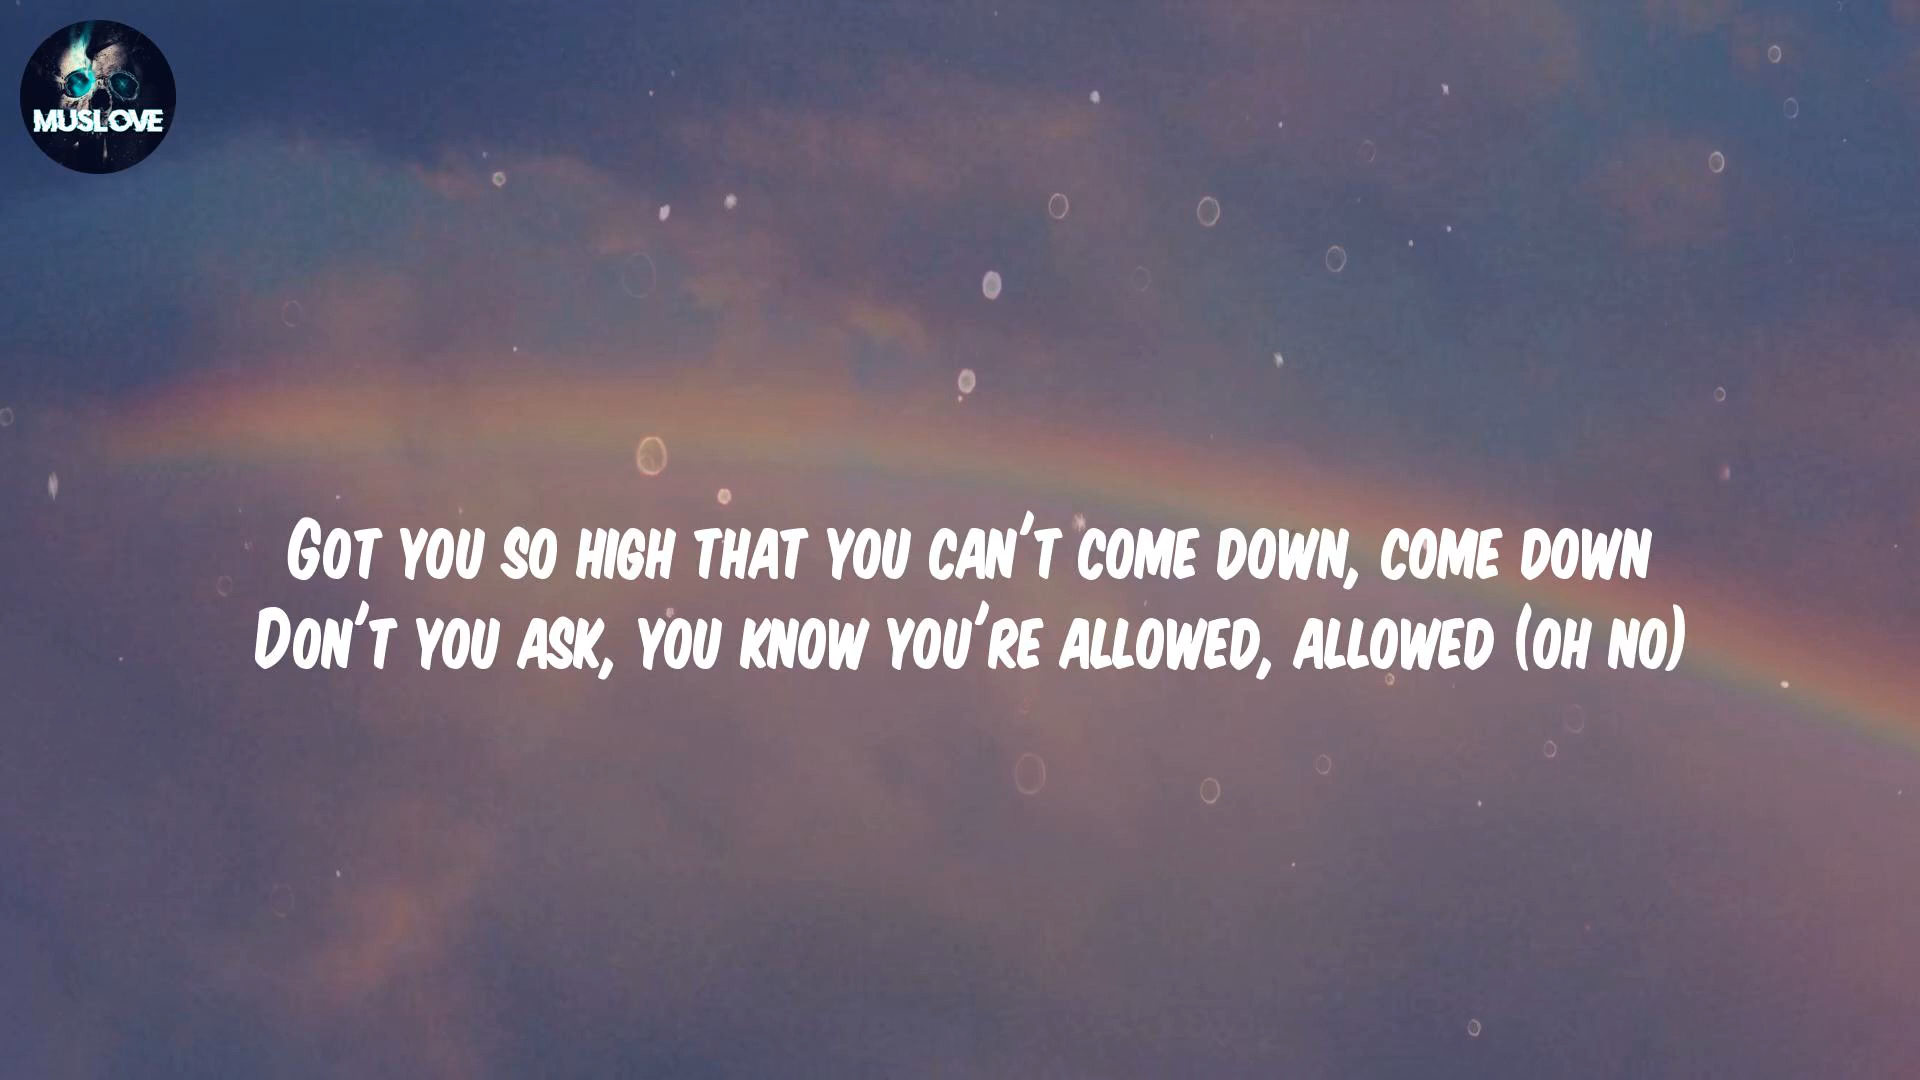 MUSLOVE
GOT YOU SO HIGH THAT YOU CAN'T COME DOWN, COME DOWN
DON'T YOU ASK, YOU KNOW YOU'RE ALLOWED, ALLOWED (OH NO)